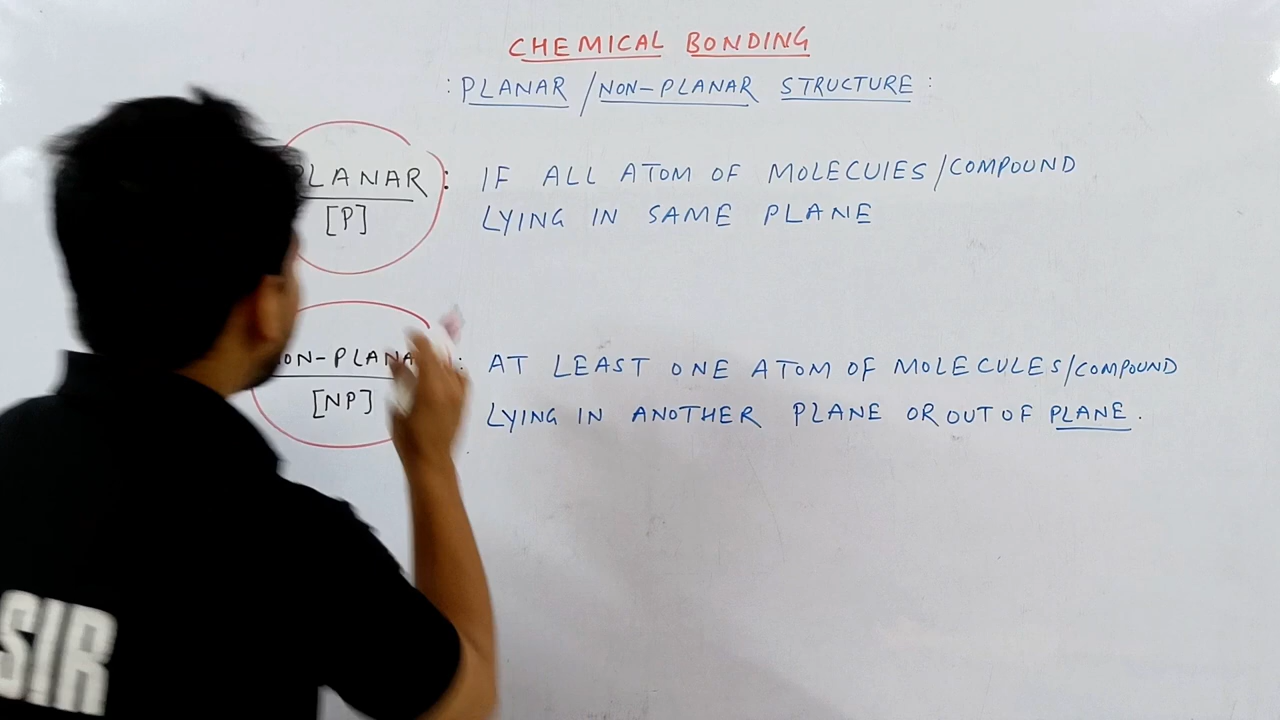 CHEMICAL BONDING
: PLANAR / NON-PLANAR STRUCTURE :
PLANAR : IF ALL ATOM OF MOLECULES/COMPOUND
[P] LYING IN SAME PLANE
NON-PLANAR : AT LEAST ONE ATOM OF MOLECULES/COMPOUND
[NP] LYING IN ANOTHER PLANE OR OUT OF PLANE.
SIR